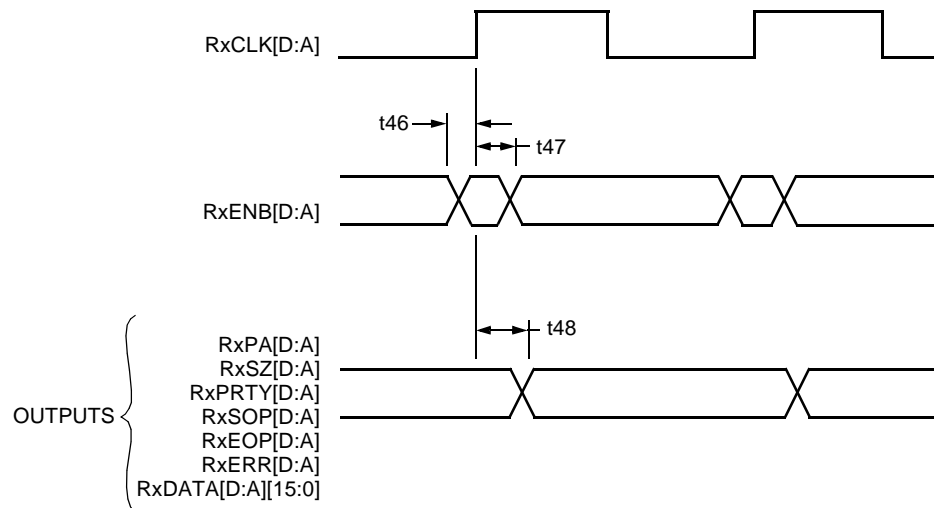 RxCLK[D:A]
t46
t47
RxENB[D:A]
t48
RxPA[D:A]
RxSZ[D:A]
RxPRTY[D:A]
OUTPUTS
RxSOP[D:A]
RxEOP[D:A]
RxERR[D:A]
RxDATA[D:A][15:0]